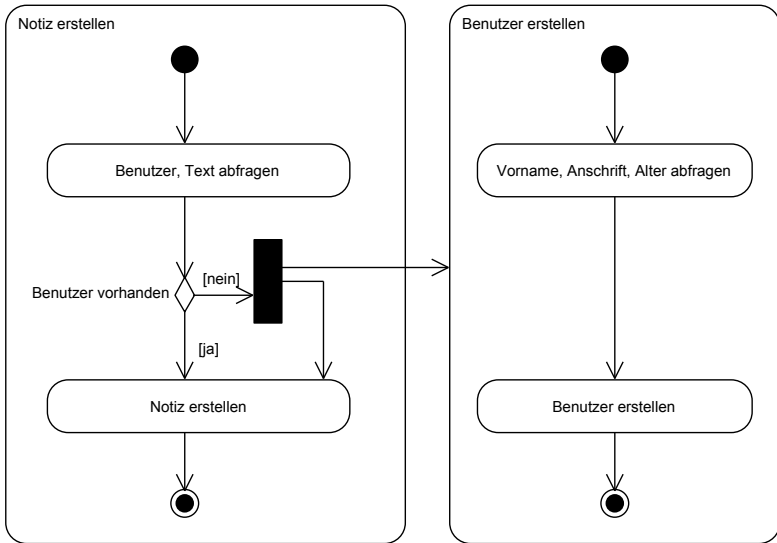 Notiz erstellen
Benutzer, Text abfragen
Benutzer vorhanden
[nein]
[ja]
Notiz erstellen
Benutzer erstellen
Vorname, Anschrift, Alter abfragen
Benutzer erstellen